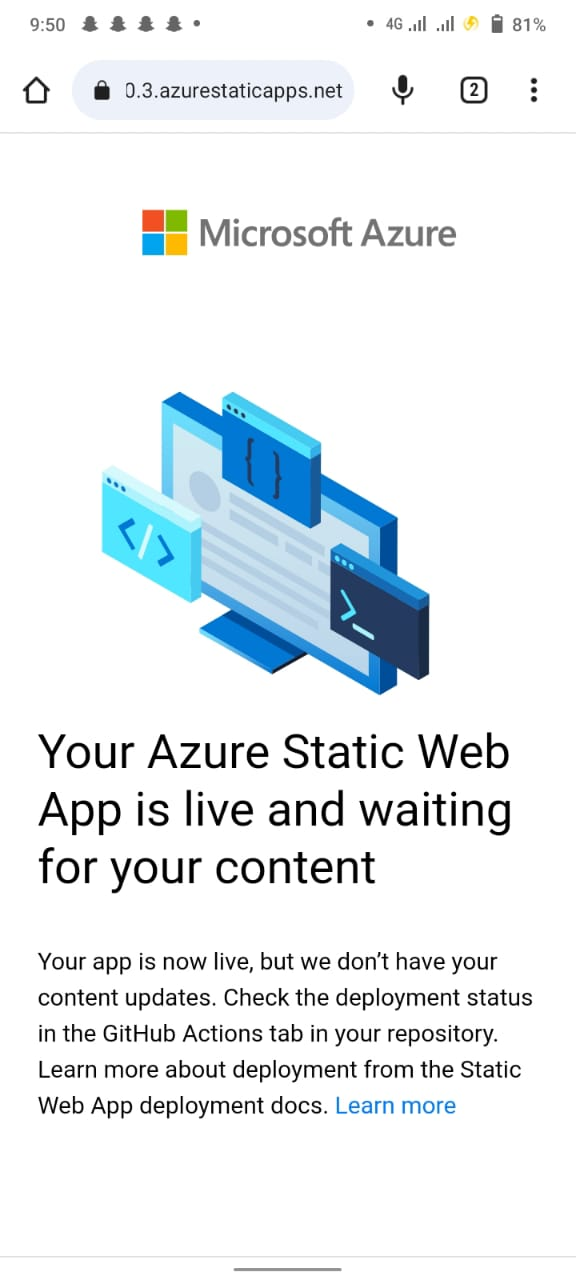 9:50
4G
81%
0.3.azurestaticapps.net
2
Microsoft Azure
{ }
</>
>_
Your Azure Static Web
App is live and waiting
for your content
Your app is now live, but we don’t have your
content updates. Check the deployment status
in the GitHub Actions tab in your repository.
Learn more about deployment from the Static
Web App deployment docs. Learn more